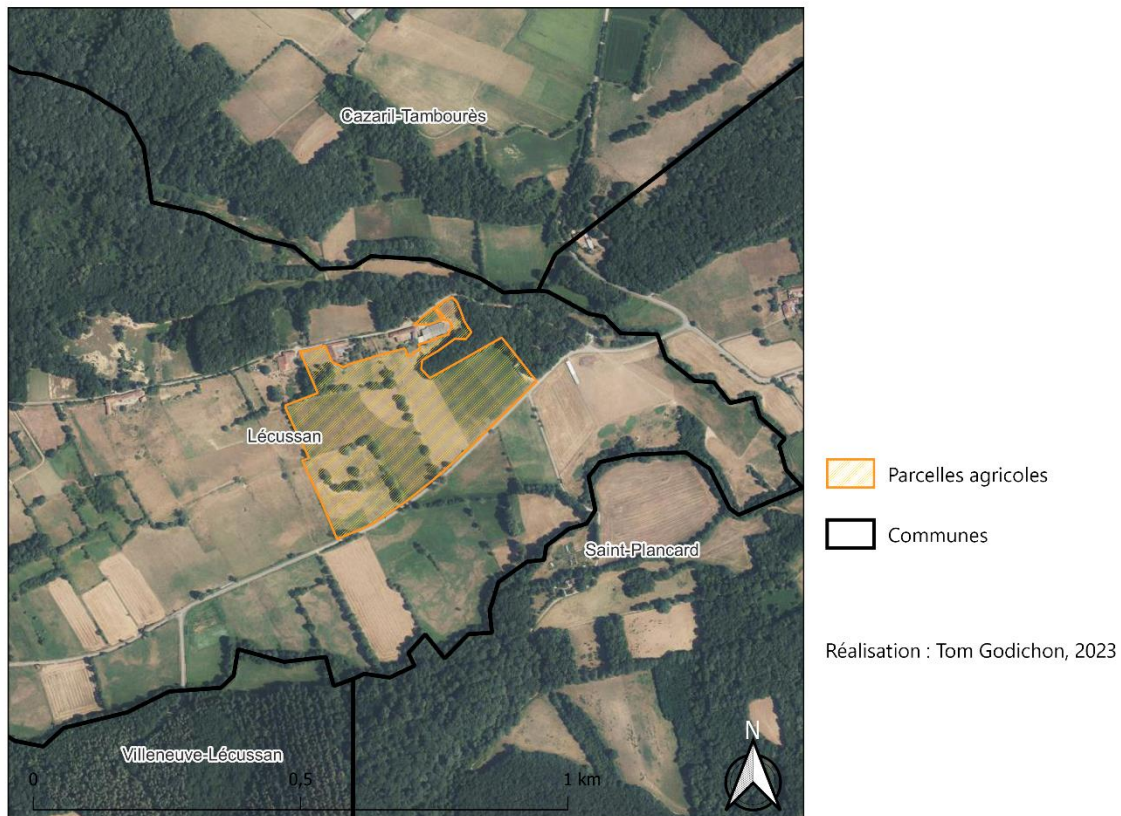 Cazaril-Tambourès
Lécussan
Saint-Plancard
Villeneuve-Lécussan
0
0,5
1 km
N
Parcelles agricoles
Communes
Réalisation : Tom Godichon, 2023